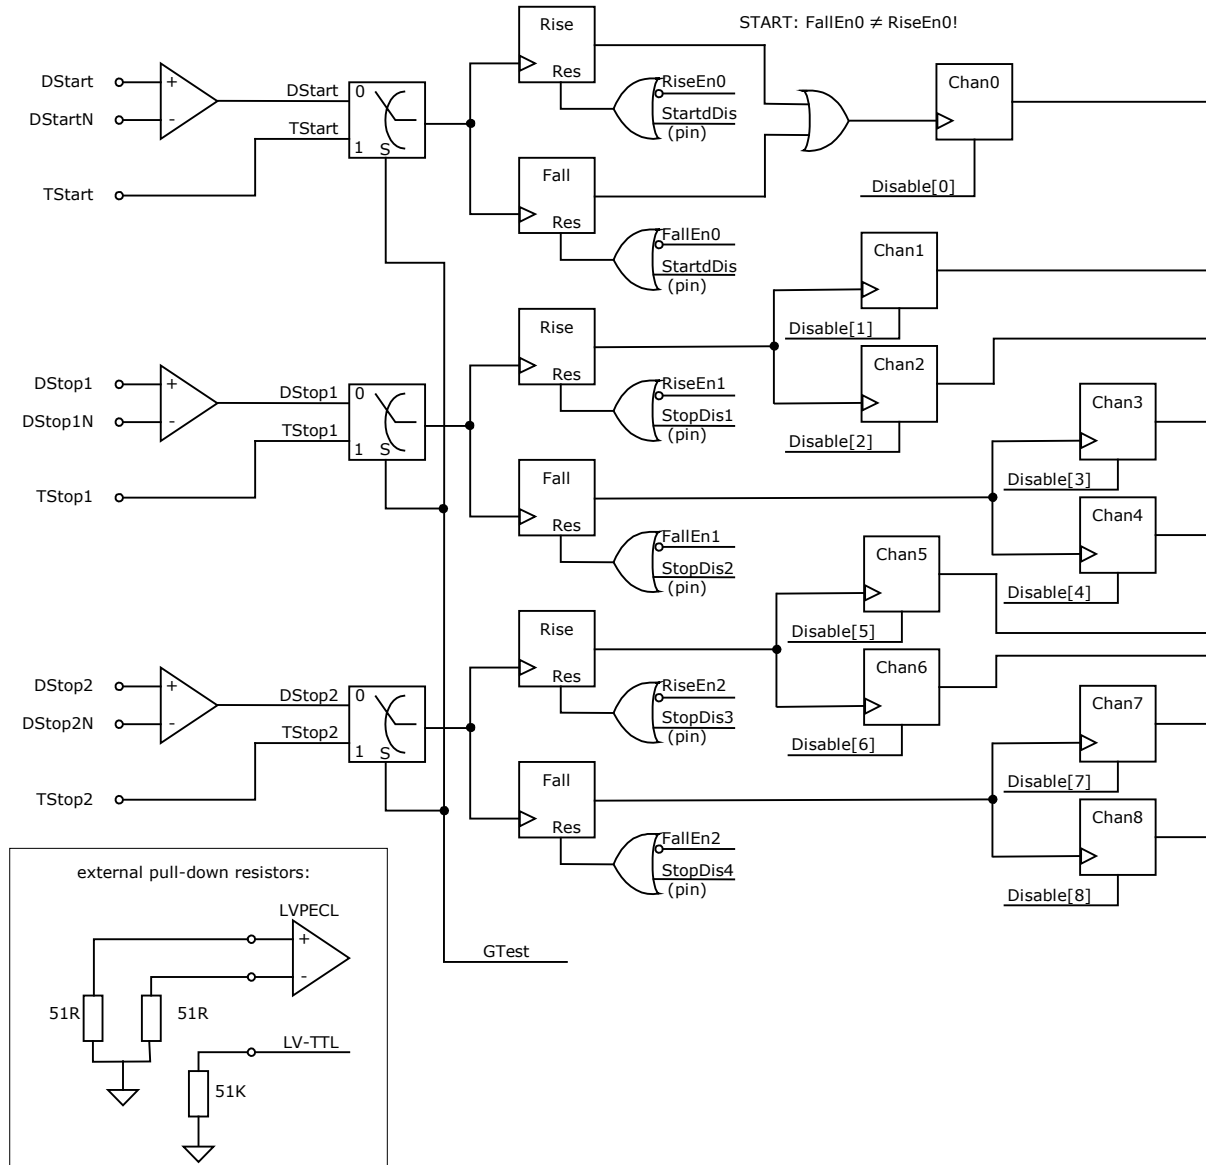 START: FallEn0 ≠ RiseEn0!
Rise
Res
RiseEn0
StartdDis
(pin)
Chan0
Disable[0]
DStart
DStartN
+
-
DStart
TStart
0
1
S
TStart
Fall
Res
FallEn0
StartdDis
(pin)
Chan1
Disable[1]
Rise
Res
RiseEn1
StopDis1
(pin)
Chan2
Disable[2]
DStop1
DStop1N
+
-
DStop1
TStop1
0
1
S
TStop1
Chan3
Disable[3]
Fall
Res
FallEn1
StopDis2
(pin)
Chan4
Disable[4]
Chan5
Disable[5]
Rise
Res
RiseEn2
StopDis3
(pin)
Chan6
Disable[6]
DStop2
DStop2N
+
-
DStop2
TStop2
0
1
S
TStop2
Chan7
Disable[7]
Fall
Res
FallEn2
StopDis4
(pin)
Chan8
Disable[8]
GTest
external pull-down resistors:
LVPECL
+
-
51R
51R
LV-TTL
51K